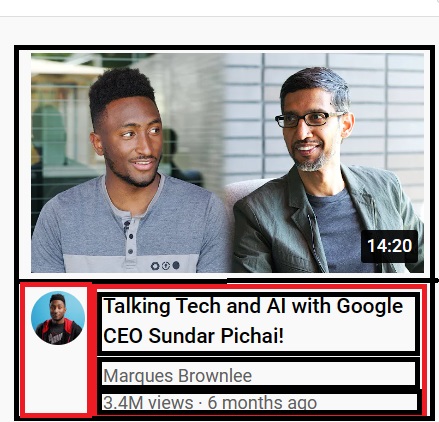 14:20
Talking Tech and AI with Google
CEO Sundar Pichai!
Marques Brownlee
3.4M views · 6 months ago